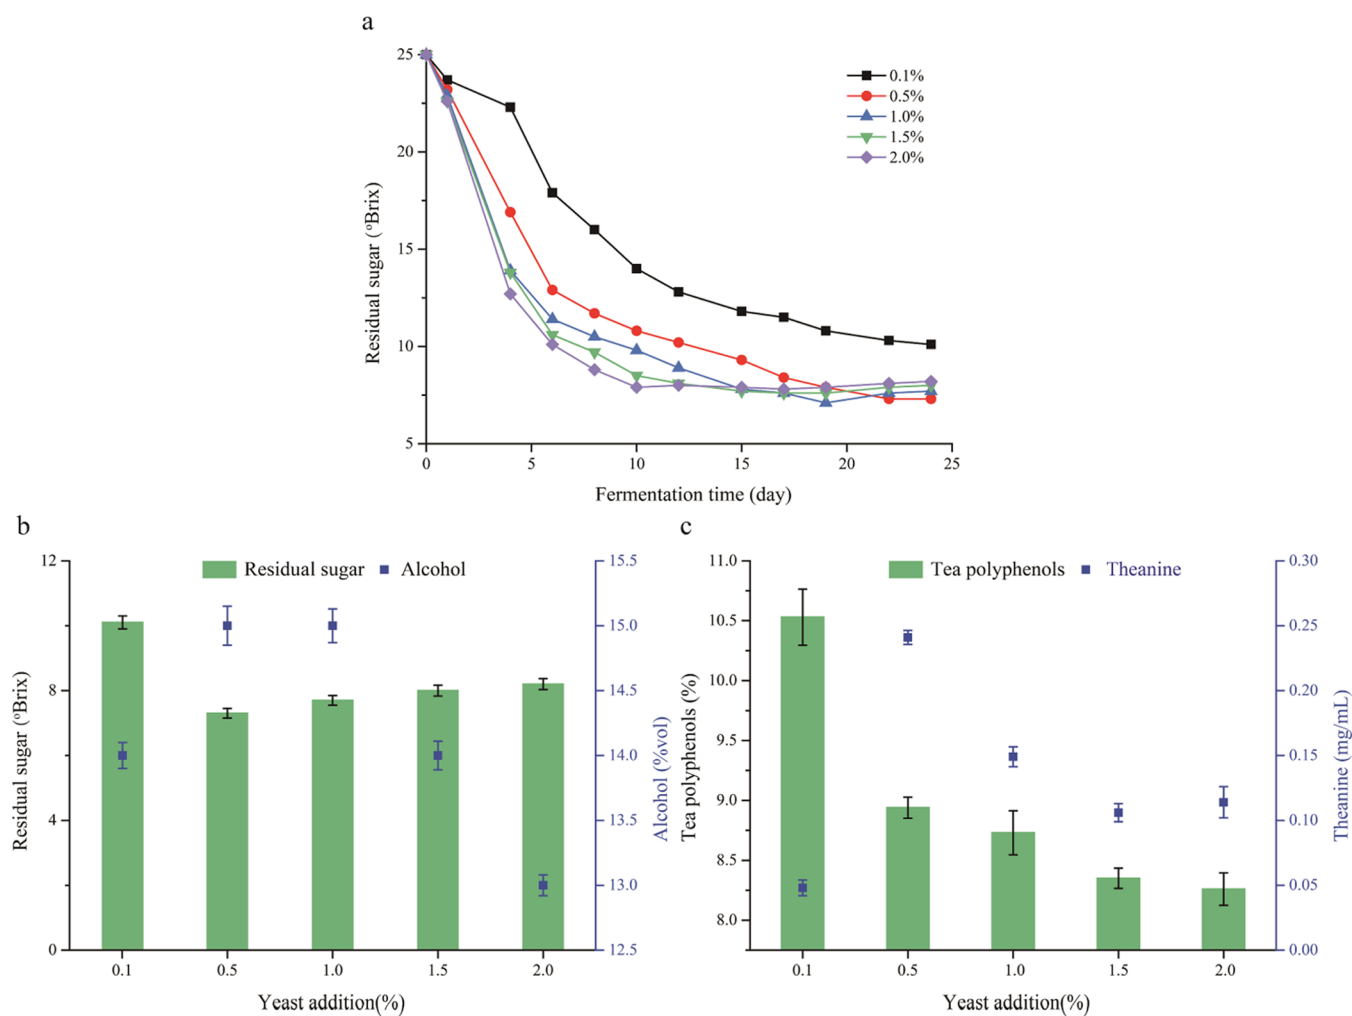 a
25
20
15
10
5
Residual sugar (°Brix)
0.1%
0.5%
1.0%
1.5%
2.0%
0 5 10 15 20 25
Fermentation time (day)
b
12
8
4
0
Residual sugar (°Brix)
Residual sugar Alcohol
15.5
15.0
14.5
14.0
13.5
13.0
12.5
Alcohol (%vol)
0.1 0.5 1.0 1.5 2.0
Yeast addition(%)
c
11.0
10.5
10.0
9.5
9.0
8.5
8.0
Tea polyphenols (%)
Tea polyphenols Theanine
0.30
0.25
0.20
0.15
0.10
0.05
0.00
Theanine (mg/mL)
0.1 0.5 1.0 1.5 2.0
Yeast addition(%)